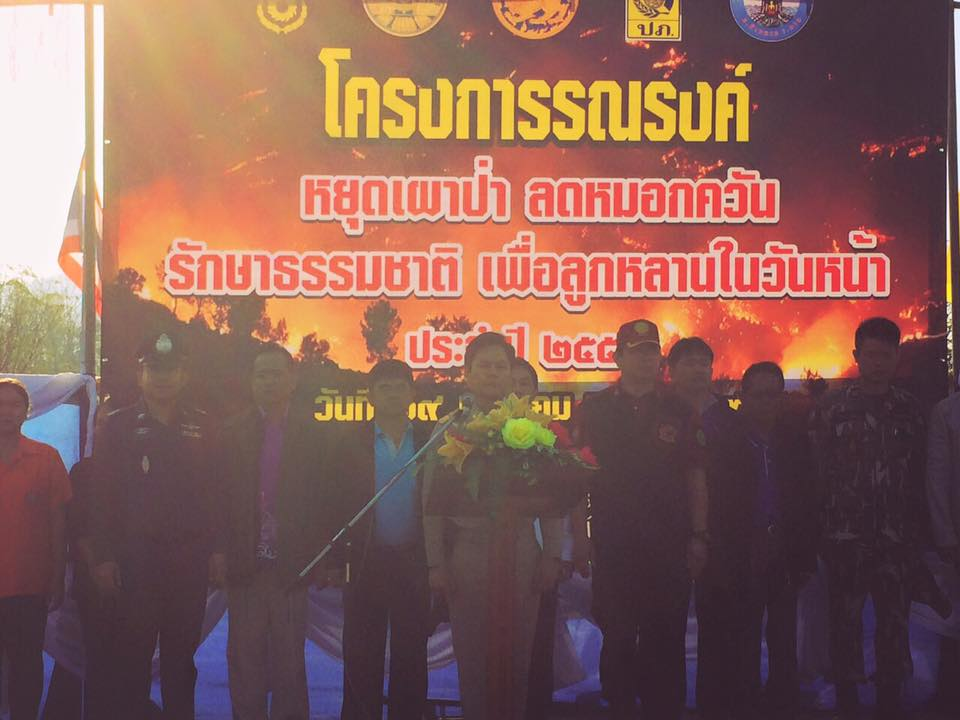 ปภ.
โครงการรณรงค์
หยุดเผาป่า ลดหมอกควัน
รักษาธรรมชาติ เพื่อลูกหลานในวันหน้า
ปี